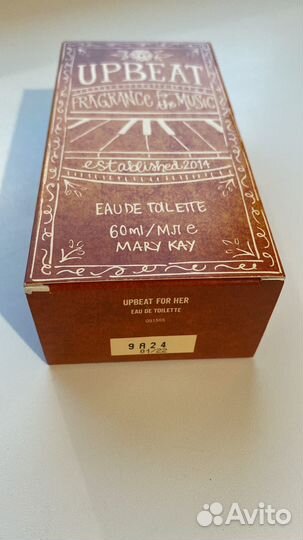 UPBEAT
FRAGRANCE & MUSIC
established 2014
EAU DE TOILETTE
60ml/Мл e
MARY KAY
UPBEAT FOR HER
EAU DE TOILETTE
091565
9A24
01/22
Avito